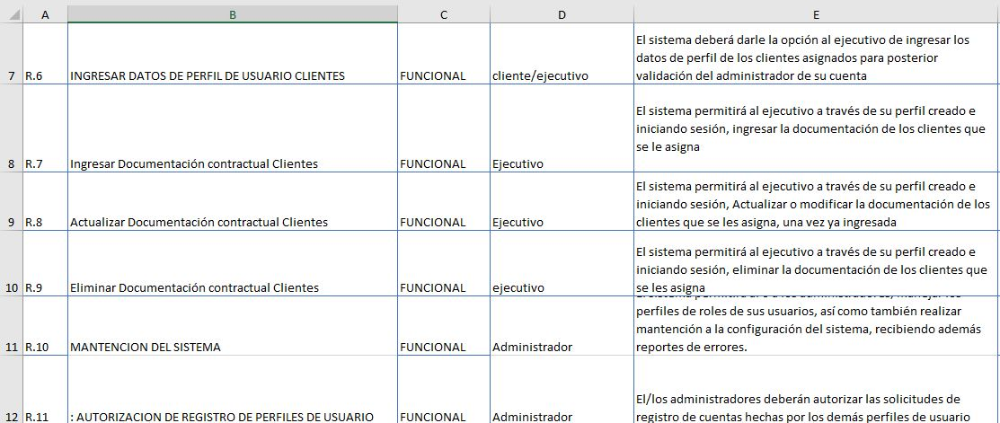 A B C D E
El sistema deberá darle la opción al ejecutivo de ingresar los
datos de perfil de los clientes asignados para posterior
7 R.6 INGRESAR DATOS DE PERFIL DE USUARIO CLIENTES FUNCIONAL cliente/ejecutivo validación del administrador de su cuenta
El sistema permitirá al ejecutivo a través de su perfil creado e
iniciando sesión, ingresar la documentación de los clientes que
se le asigna
8 R.7 Ingresar Documentación contractual Clientes FUNCIONAL Ejecutivo
El sistema permitirá al ejecutivo a través de su perfil creado e
iniciando sesión, Actualizar o modificar la documentación de los
9 R.8 Actualizar Documentación contractual Clientes FUNCIONAL Ejecutivo clientes que se les asigna, una vez ya ingresada
El sistema permitirá al ejecutivo a través de su perfil creado e
iniciando sesión, eliminar la documentación de los clientes que
10 R.9 Eliminar Documentación contractual Clientes FUNCIONAL ejecutivo se les asigna
perfiles de roles de sus usuarios, así como también realizar
mantención a la configuración del sistema, recibiendo además
11 R.10 MANTENCION DEL SISTEMA FUNCIONAL Administrador reportes de errores.
El/los administradores deberán autorizar las solicitudes de
12 R.11 : AUTORIZACION DE REGISTRO DE PERFILES DE USUARIO FUNCIONAL Administrador registro de cuentas hechas por los demás perfiles de usuario